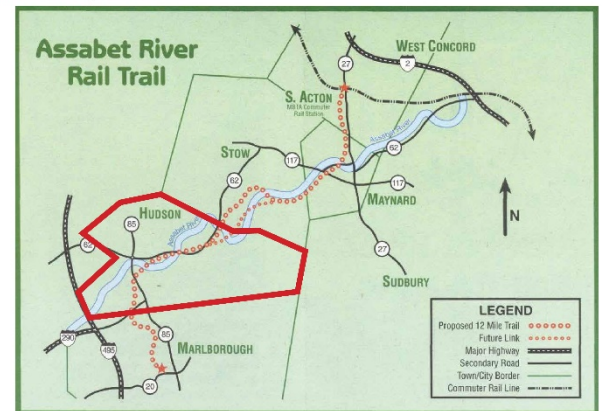 Assabet River
Rail Trail
WEST CONCORD
2
27
S. ACTON
MBTA Commuter
Rail Station
Assabet River
STOW
117
62
62
117
MAYNARD
HUDSON
85
Assabet River
N
27
SUDBURY
290
495
85
MARLBOROUGH
20
LEGEND
Proposed 12 Mile Trail
Future Link
Major Highway
Secondary Road
Town/City Border
Commuter Rail Line